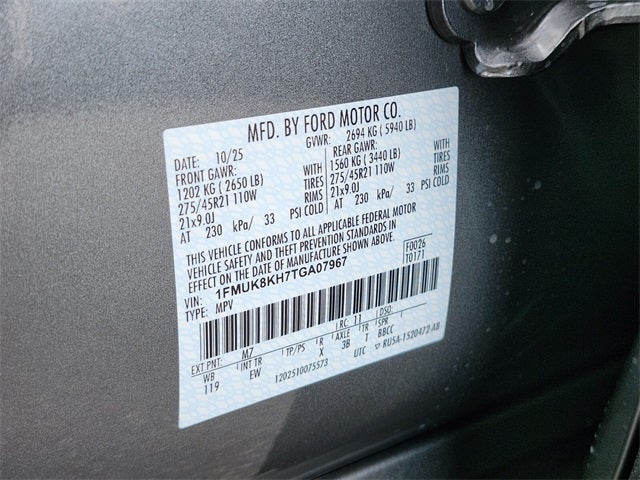 MFD. BY FORD MOTOR CO.
DATE: 10/25 GVWR: 2694 KG ( 5940 LB)
FRONT GAWR: REAR GAWR:
1202 KG ( 2650 LB) WITH 1560 KG ( 3440 LB) WITH
275/45R21 110W TIRES 275/45R21 110W TIRES
21x9.0J RIMS 21x9.0J RIMS
AT 230 kPa/ 33 PSI COLD AT 230 kPa/ 33 PSI COLD
THIS VEHICLE CONFORMS TO ALL APPLICABLE FEDERAL MOTOR
VEHICLE SAFETY AND THEFT PREVENTION STANDARDS IN
EFFECT ON THE DATE OF MANUFACTURE SHOWN ABOVE.
VIN: 1FMUK8KH7TGA07967 F0026
TYPE: MPV T0171
EXT PNT: M7 RC: 11 DSO:
WB INT TR TP/PS R AXLE TR SPR
119 EW X 3B T BBCC
UTC RU5A-1520472-AB
1202510075573